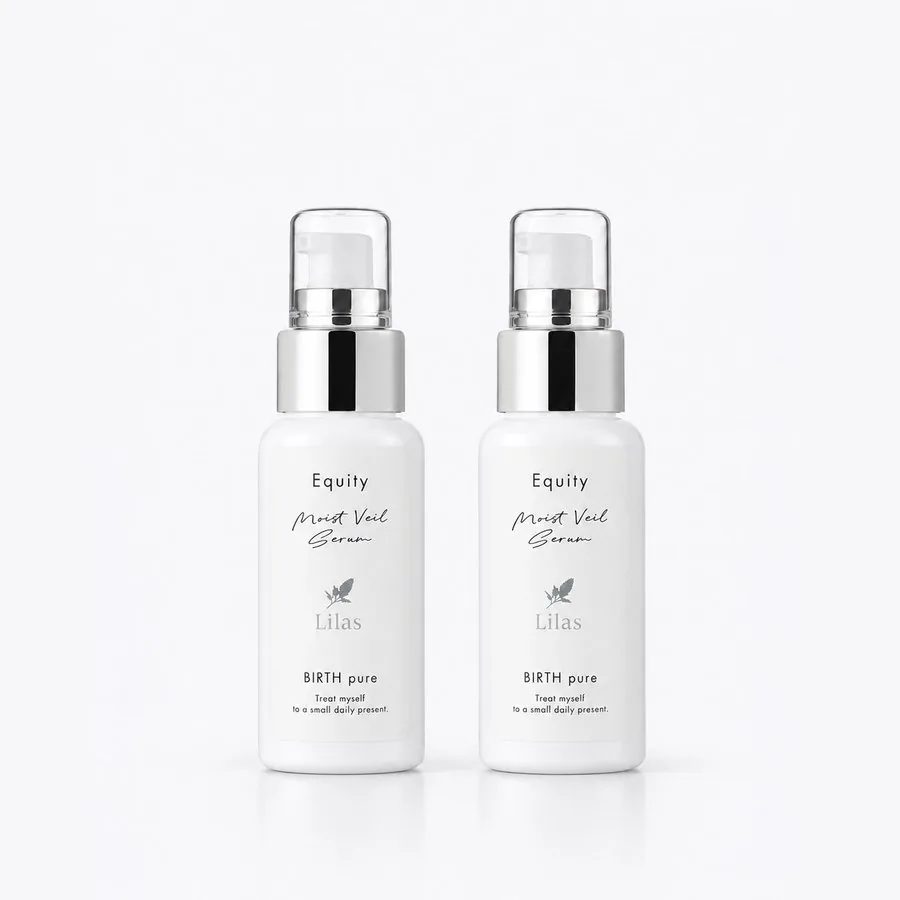 Equity
Moist Veil
Serum
Lilas
BIRTH pure
Treat myself
to a small daily present.
Equity
Moist Veil
Serum
Lilas
BIRTH pure
Treat myself
to a small daily present.